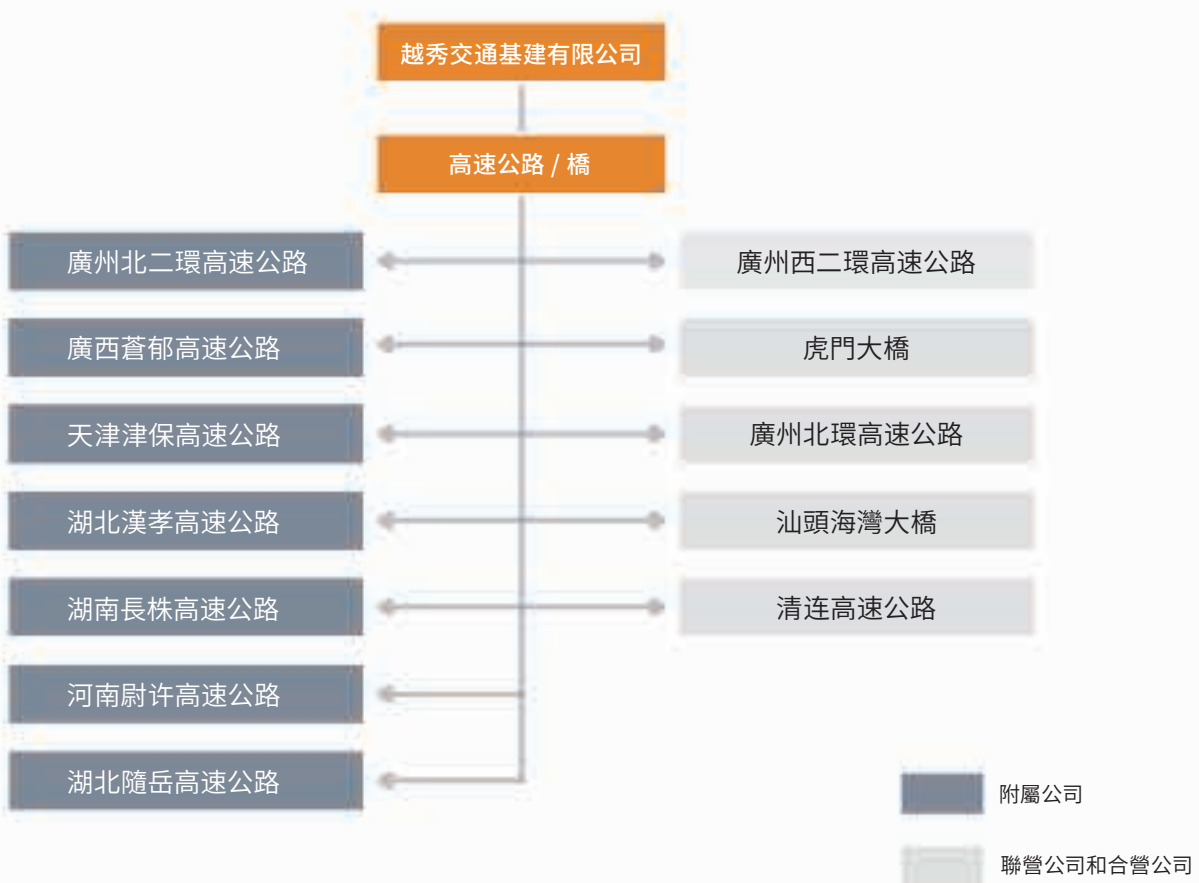 越秀交通基建有限公司
高速公路 / 橋
廣州北二環高速公路
廣州西二環高速公路
廣西蒼郁高速公路
虎門大橋
天津津保高速公路
廣州北環高速公路
湖北漢孝高速公路
汕頭海灣大橋
湖南長株高速公路
清连高速公路
河南尉许高速公路
湖北隨岳高速公路
附屬公司
聯營公司和合營公司